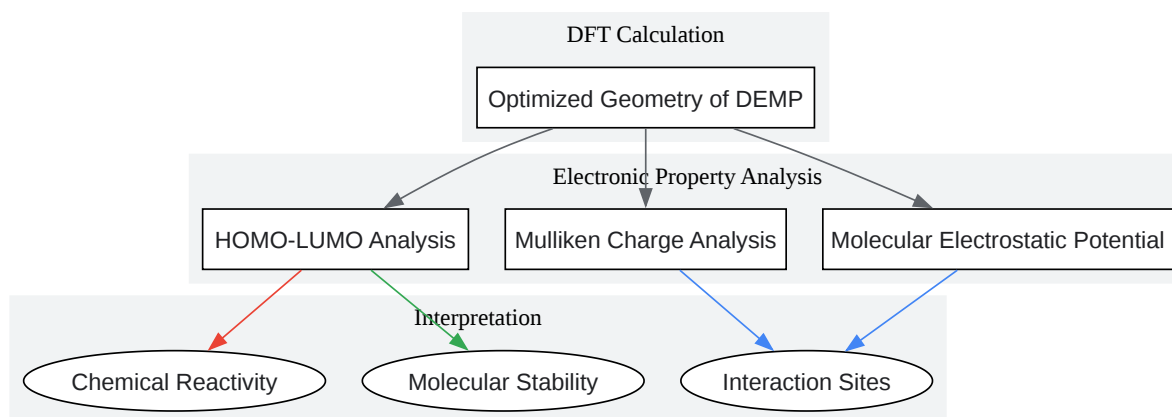 DFT Calculation
Optimized Geometry of DEMP
Electronic Property Analysis
HOMO-LUMO Analysis
Mulliken Charge Analysis
Molecular Electrostatic Potential
Interpretation
Chemical Reactivity
Molecular Stability
Interaction Sites